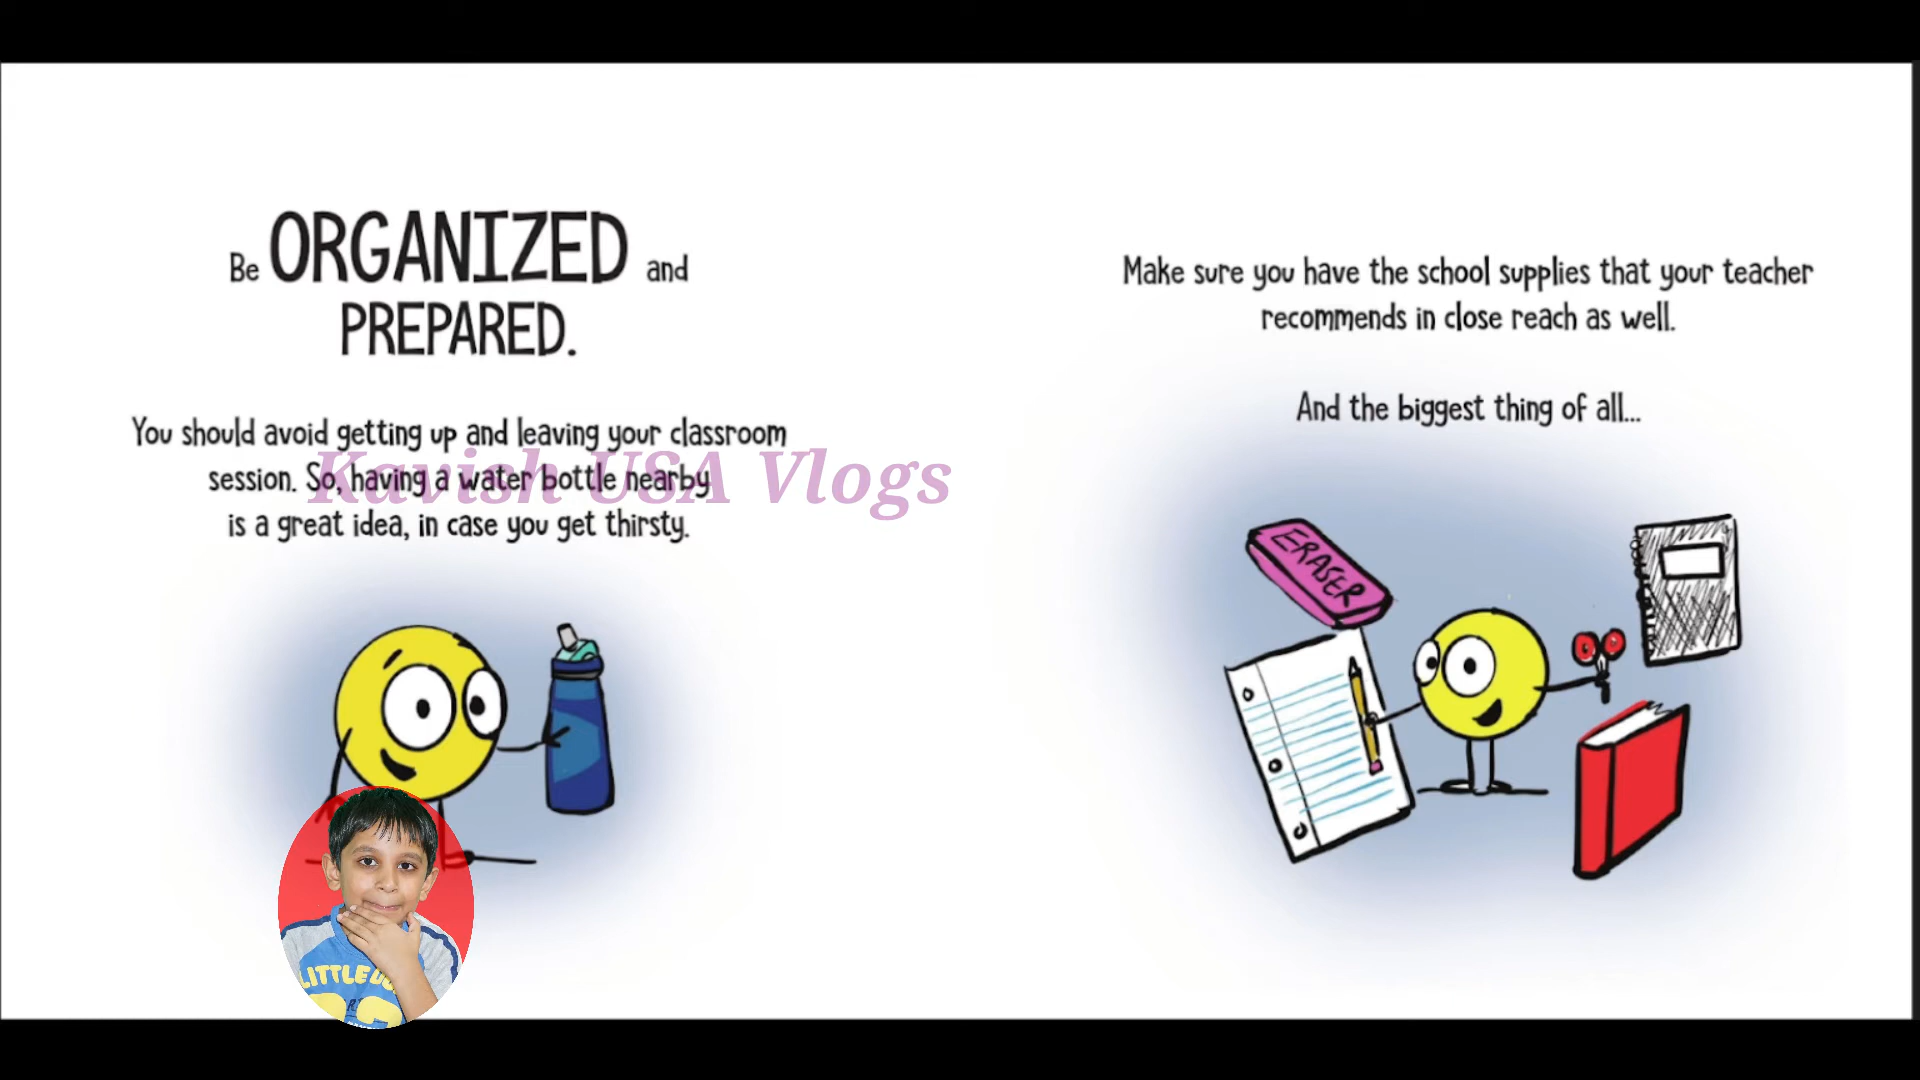 Be ORGANIZED and
PREPARED.
You should avoid getting up and leaving your classroom
session. So, having a water bottle nearby
is a great idea, in case you get thirsty.
Kavish USA Vlogs
LITTLE
Make sure you have the school supplies that your teacher
recommends in close reach as well.
And the biggest thing of all...
ERASER